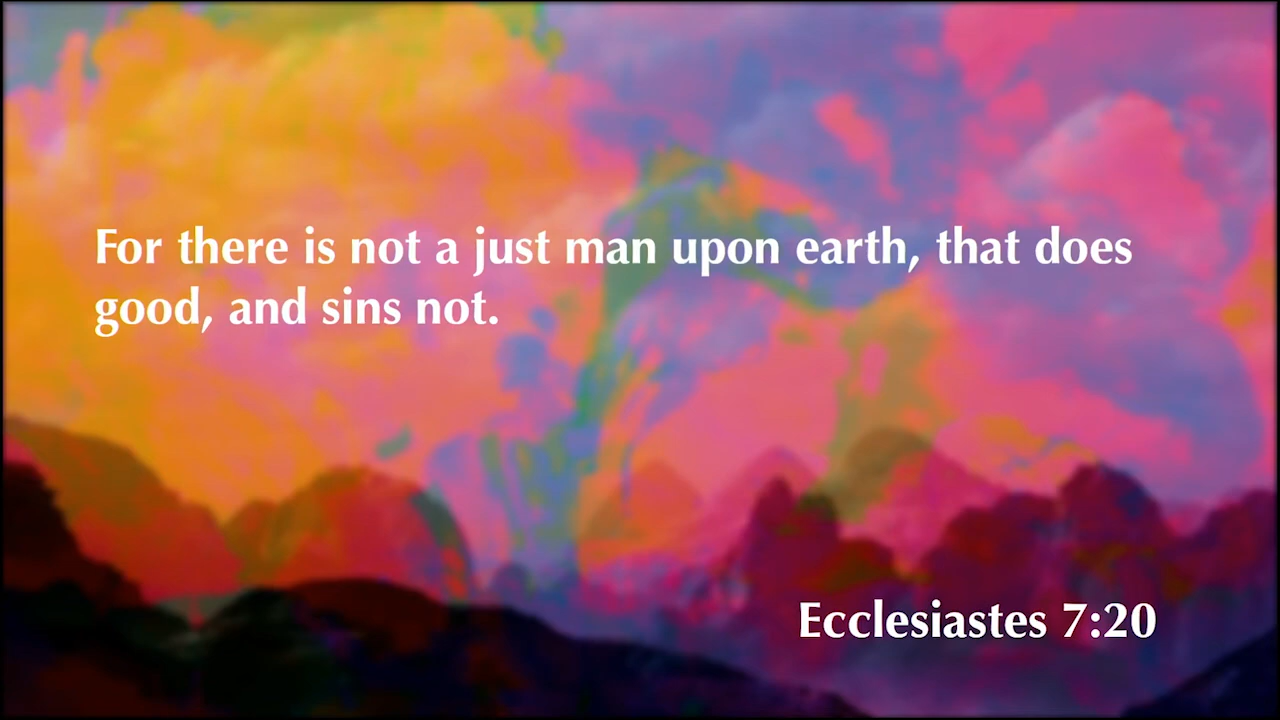 For there is not a just man upon earth, that does
good, and sins not.
Ecclesiastes 7:20